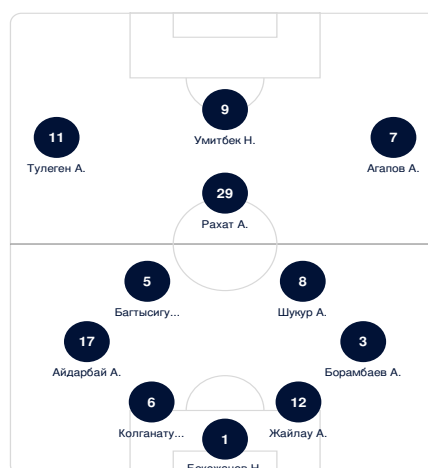 9
Умитбек Н.
11
Тулеген А.
7
Агапов А.
29
Рахат А.
5
Багтысигу...
8
Шукур А.
17
Айдарбай А.
3
Борамбаев А.
6
Колганату...
12
Жайлау А.
1